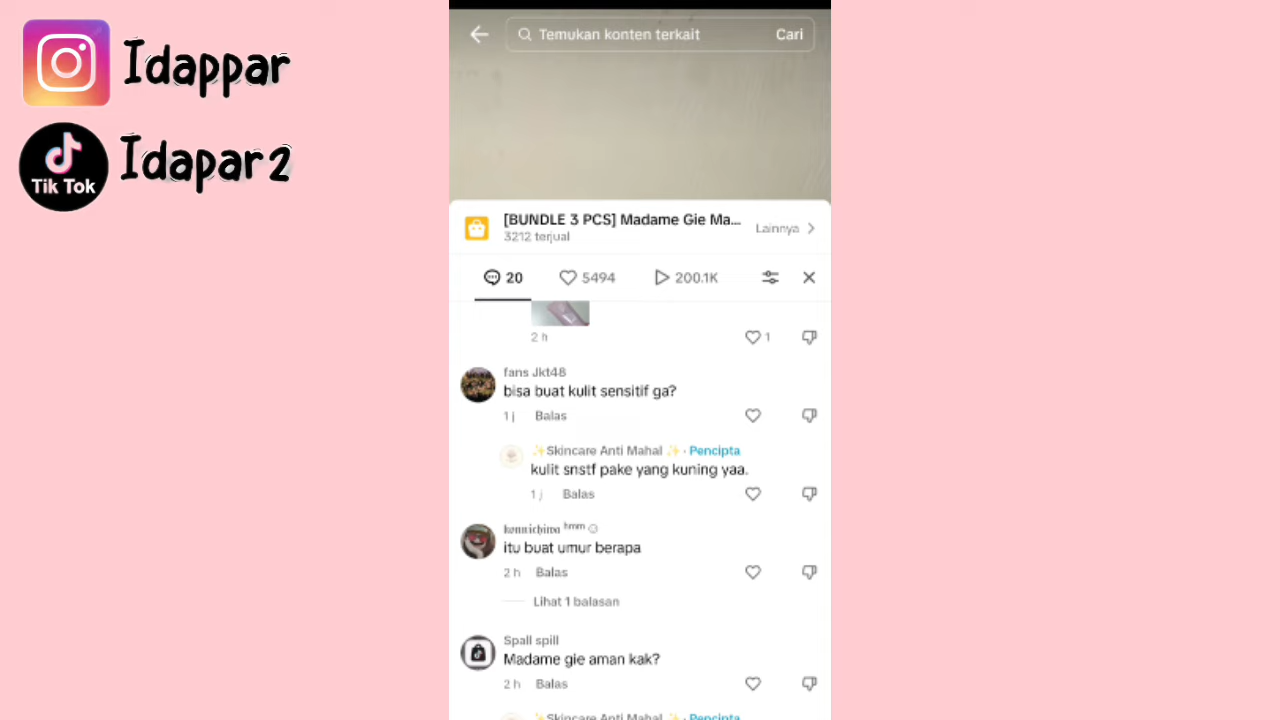 Idappar
Tik Tok
Idapar2
Temukan konten terkait
Cari
[BUNDLE 3 PCS] Madame Gie Ma...
3212 terjual
Lainnya
20
5494
200.1K
2 h
1
fans Jkt48
bisa buat kulit sensitif ga?
1 j Balas
✨Skincare Anti Mahal ✨ · Pencipta
kulit snstf pake yang kuning yaa.
1 j Balas
hmm ☺
itu buat umur berapa
2 h Balas
Lihat 1 balasan
Spall spill
Madame gie aman kak?
2 h Balas
✨Skincare Anti Mahal ✨ · Pencipta